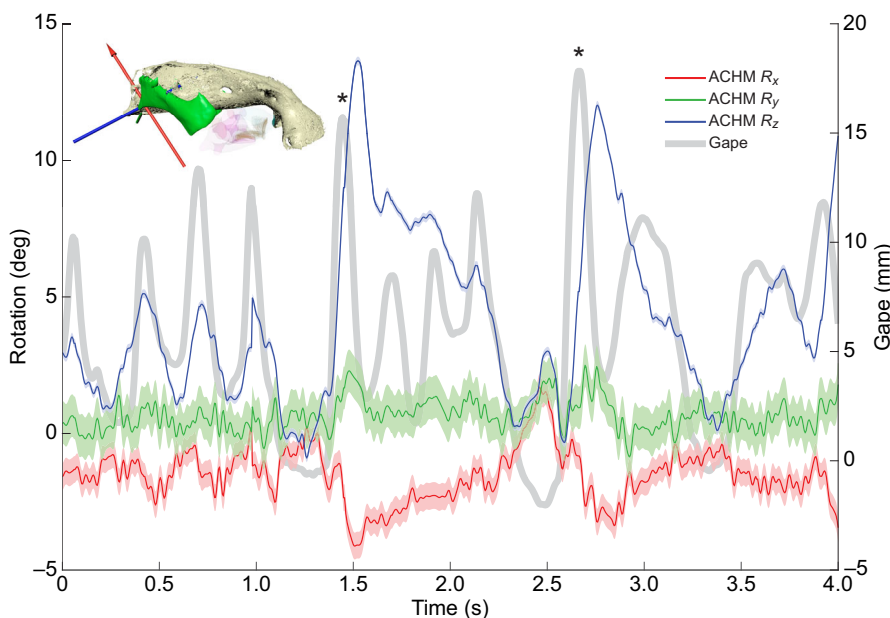 15
10
5
0
–5
Rotation (deg)
20
15
10
5
0
–5
Gape (mm)
*
*
ACHM Rx
ACHM Ry
ACHM Rz
Gape
0 0.5 1.0 1.5 2.0 2.5 3.0 3.5 4.0
Time (s)